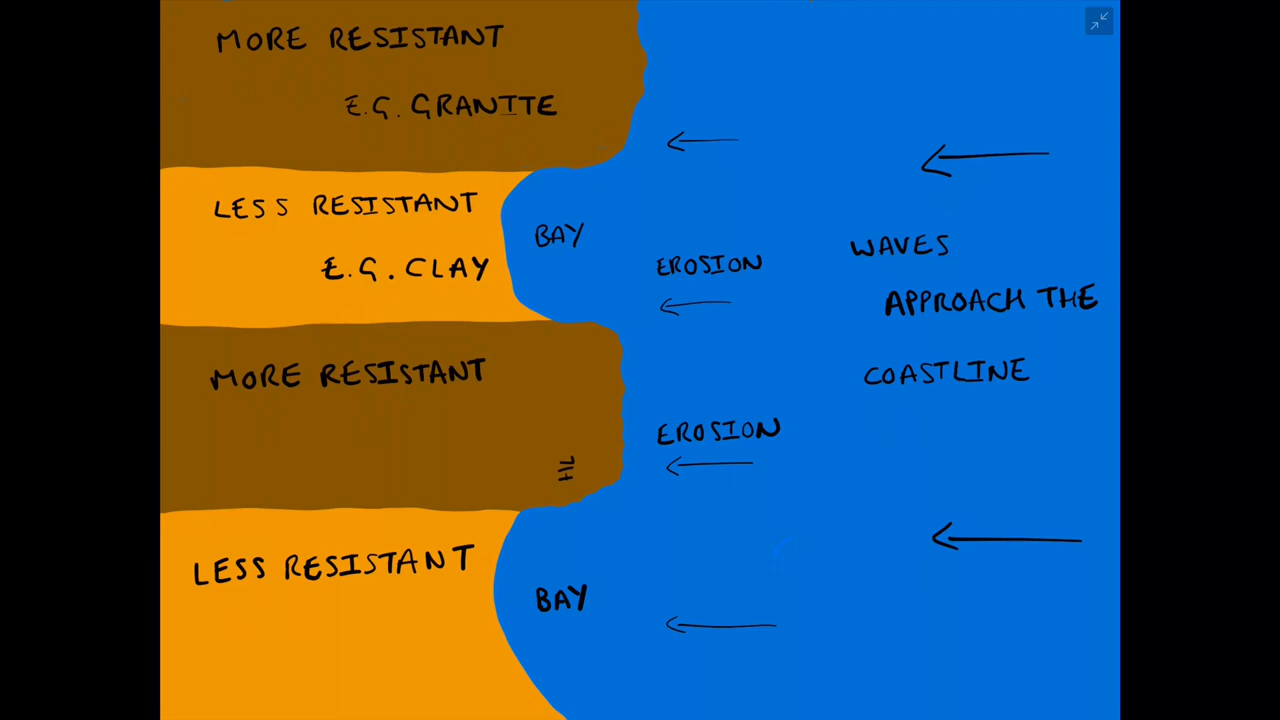 MORE RESISTANT
E.G. GRANITE
LESS RESISTANT
E.G. CLAY
BAY
EROSION
WAVES
APPROACH THE
COASTLINE
MORE RESISTANT
EROSION
LESS RESISTANT
BAY